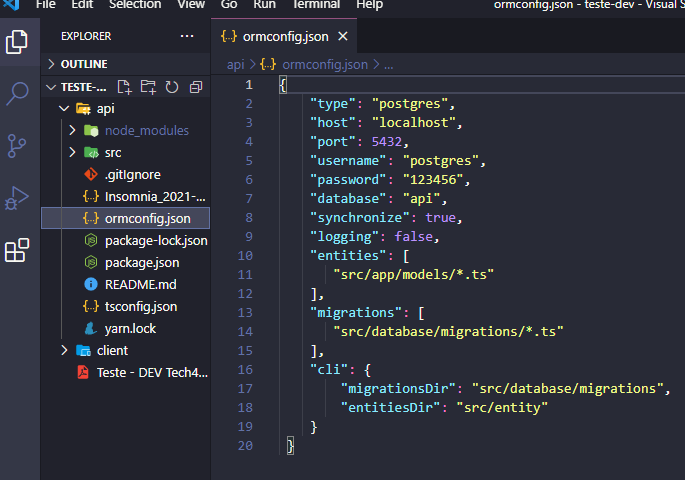 File Edit Selection View Go Run Terminal Help ormconfig.json - teste-dev - Visual S
EXPLORER ···
OUTLINE
TESTE-...
api
node_modules
src
.gitIgnore
Insomnia_2021-...
ormconfig.json
package-lock.json
package.json
README.md
tsconfig.json
yarn.lock
client
Teste - DEV Tech4...
ormconfig.json
api > ormconfig.json > ...
1 {
2 "type": "postgres",
3 "host": "localhost",
4 "port": 5432,
5 "username": "postgres",
6 "password": "123456",
7 "database": "api",
8 "synchronize": true,
9 "logging": false,
10 "entities": [
11 "src/app/models/*.ts"
12 ],
13 "migrations": [
14 "src/database/migrations/*.ts"
15 ],
16 "cli": {
17 "migrationsDir": "src/database/migrations",
18 "entitiesDir": "src/entity"
19 }
20 }